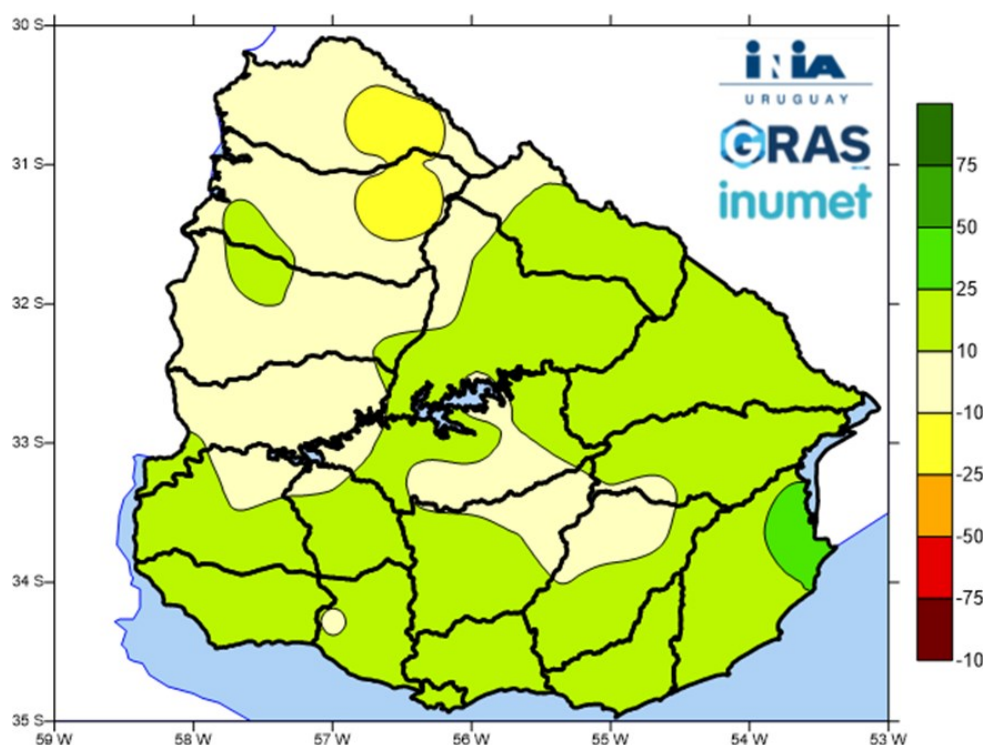 30 S
31 S
32 S
33 S
34 S
35 S
59 W
58 W
57 W
56 W
55 W
54 W
53 W
INIA
URUGUAY
GRAS
inumet
75
50
25
10
-10
-25
-50
-75
-10